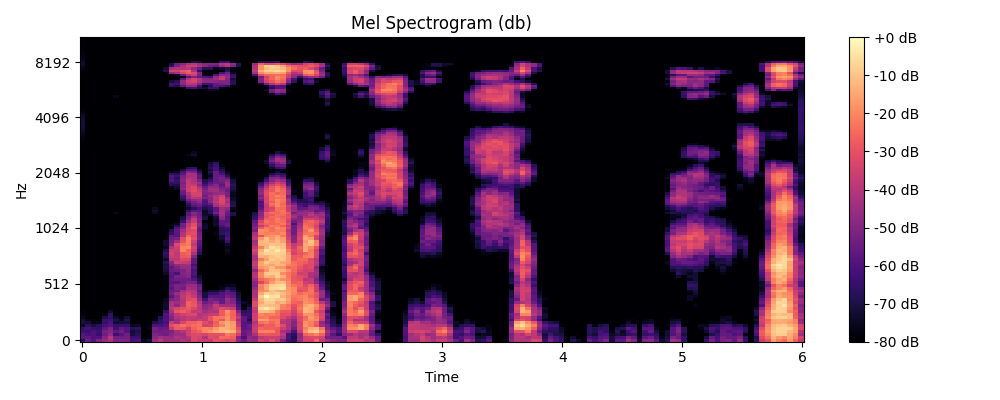 Mel Spectrogram (db)
8192
4096
2048
1024
512
0
Hz
0 1 2 3 4 5 6
Time
+0 dB
-10 dB
-20 dB
-30 dB
-40 dB
-50 dB
-60 dB
-70 dB
-80 dB